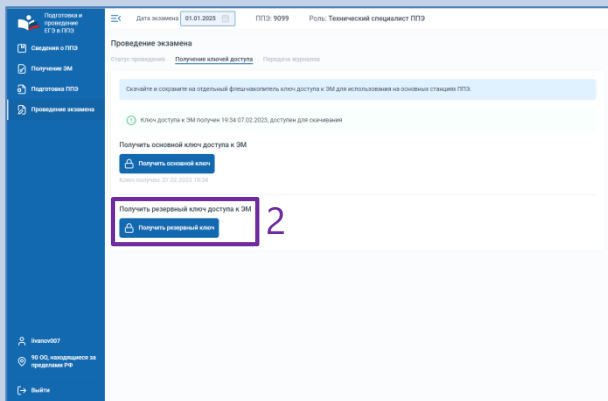 Подготовка и
проведение
ЕГЭ в ППЭ
Дата экзамена 01.01.2025
ППЭ: 9099
Роль: Технический специалист ППЭ
Сведения о ППЭ
Получение ЭМ
Подготовка ППЭ
Проведение экзамена
Проведение экзамена
Статус проведения Получение ключей доступа Передача журналов
Скачайте и сохраните на отдельный флеш-накопитель ключ доступа к ЭМ для использования на основных станциях ППЭ.
Ключ доступа к ЭМ получен 19:34 07.02.2025, доступен для скачивания
Получить основной ключ доступа к ЭМ
Получить основной ключ
Ключ получен: 07.02.2025 19:34
Получить резервный ключ доступа к ЭМ
Получить резервный ключ
2
iivanov307
90 ОО, находящиеся за
пределами РФ
Выйти